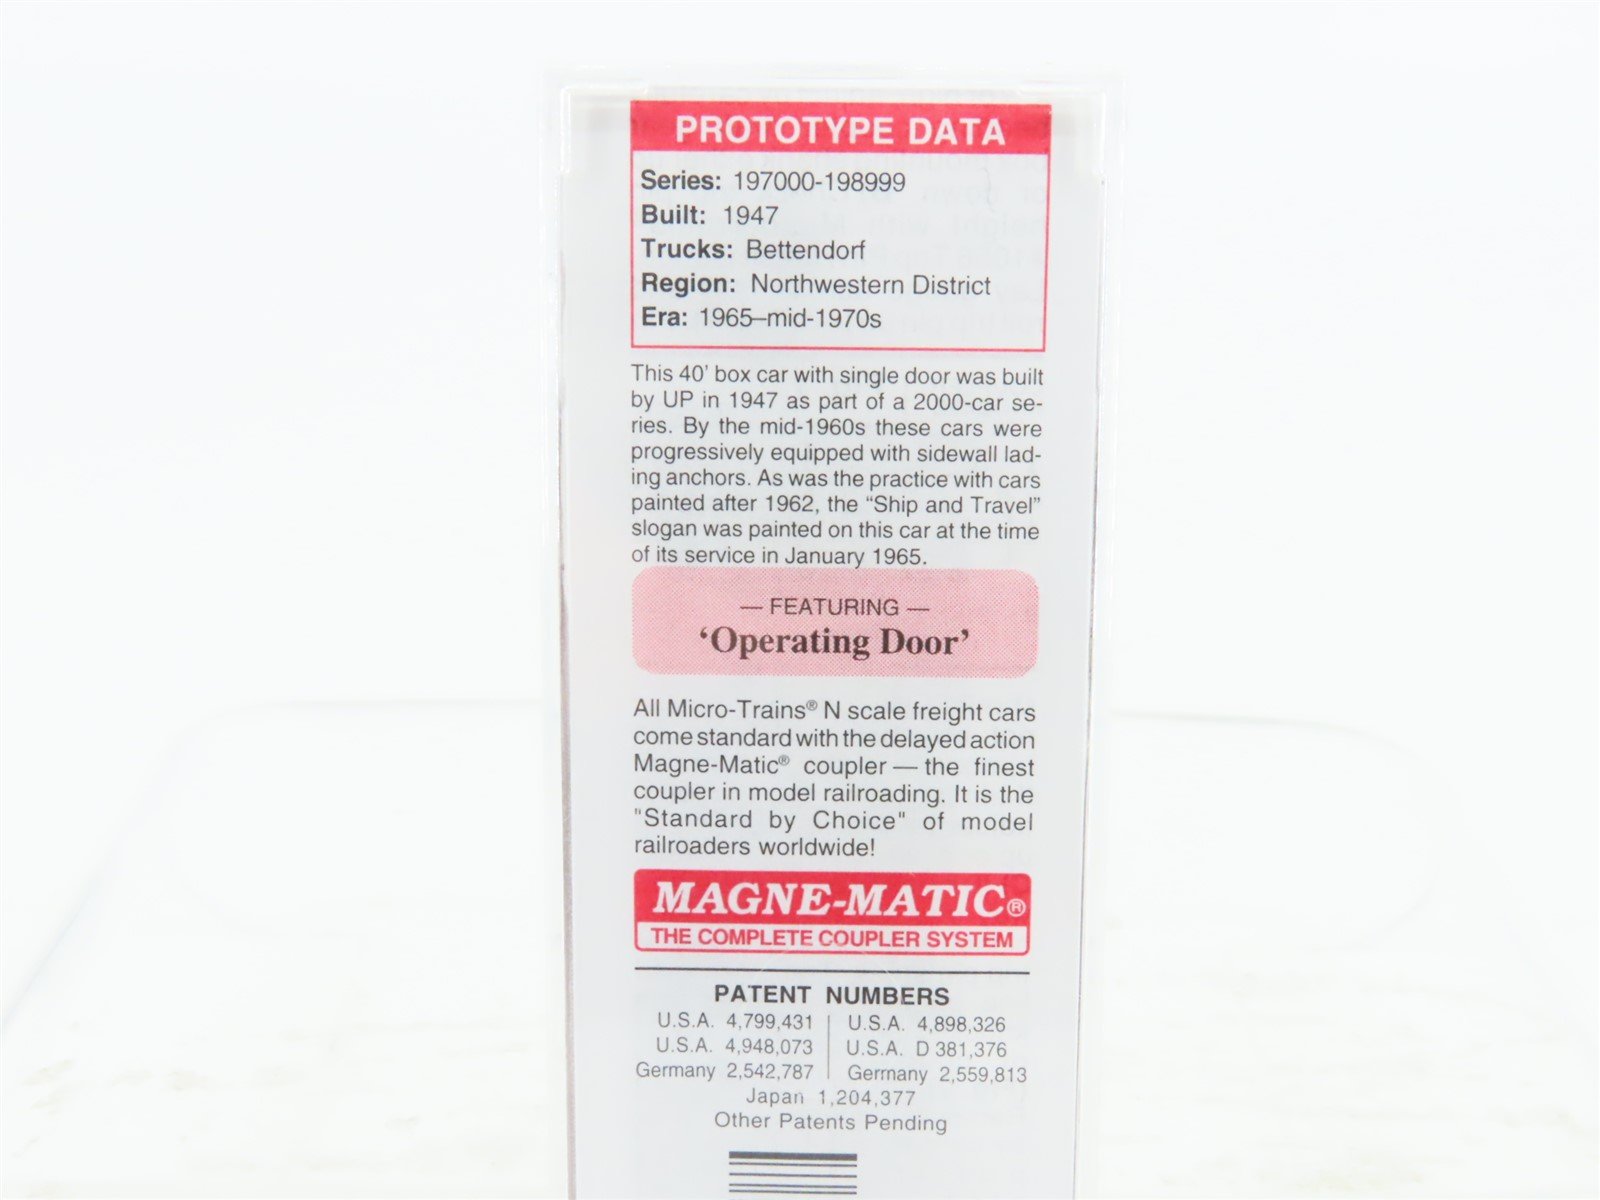 PROTOTYPE DATA
Series: 197000-198999
Built: 1947
Trucks: Bettendorf
Region: Northwestern District
Era: 1965–mid-1970s
This 40' box car with single door was built
by UP in 1947 as part of a 2000-car se-
ries. By the mid-1960s these cars were
progressively equipped with sidewall lad-
ing anchors. As was the practice with cars
painted after 1962, the “Ship and Travel”
slogan was painted on this car at the time
of its service in January 1965.
— FEATURING —
‘Operating Door’
All Micro-Trains® N scale freight cars
come standard with the delayed action
Magne-Matic® coupler — the finest
coupler in model railroading. It is the
"Standard by Choice" of model
railroaders worldwide!
MAGNE-MATIC®
THE COMPLETE COUPLER SYSTEM
PATENT NUMBERS
U.S.A. 4,799,431 | U.S.A. 4,898,326
U.S.A. 4,948,073 | U.S.A. D 381,376
Germany 2,542,787 | Germany 2,559,813
Japan 1,204,377
Other Patents Pending